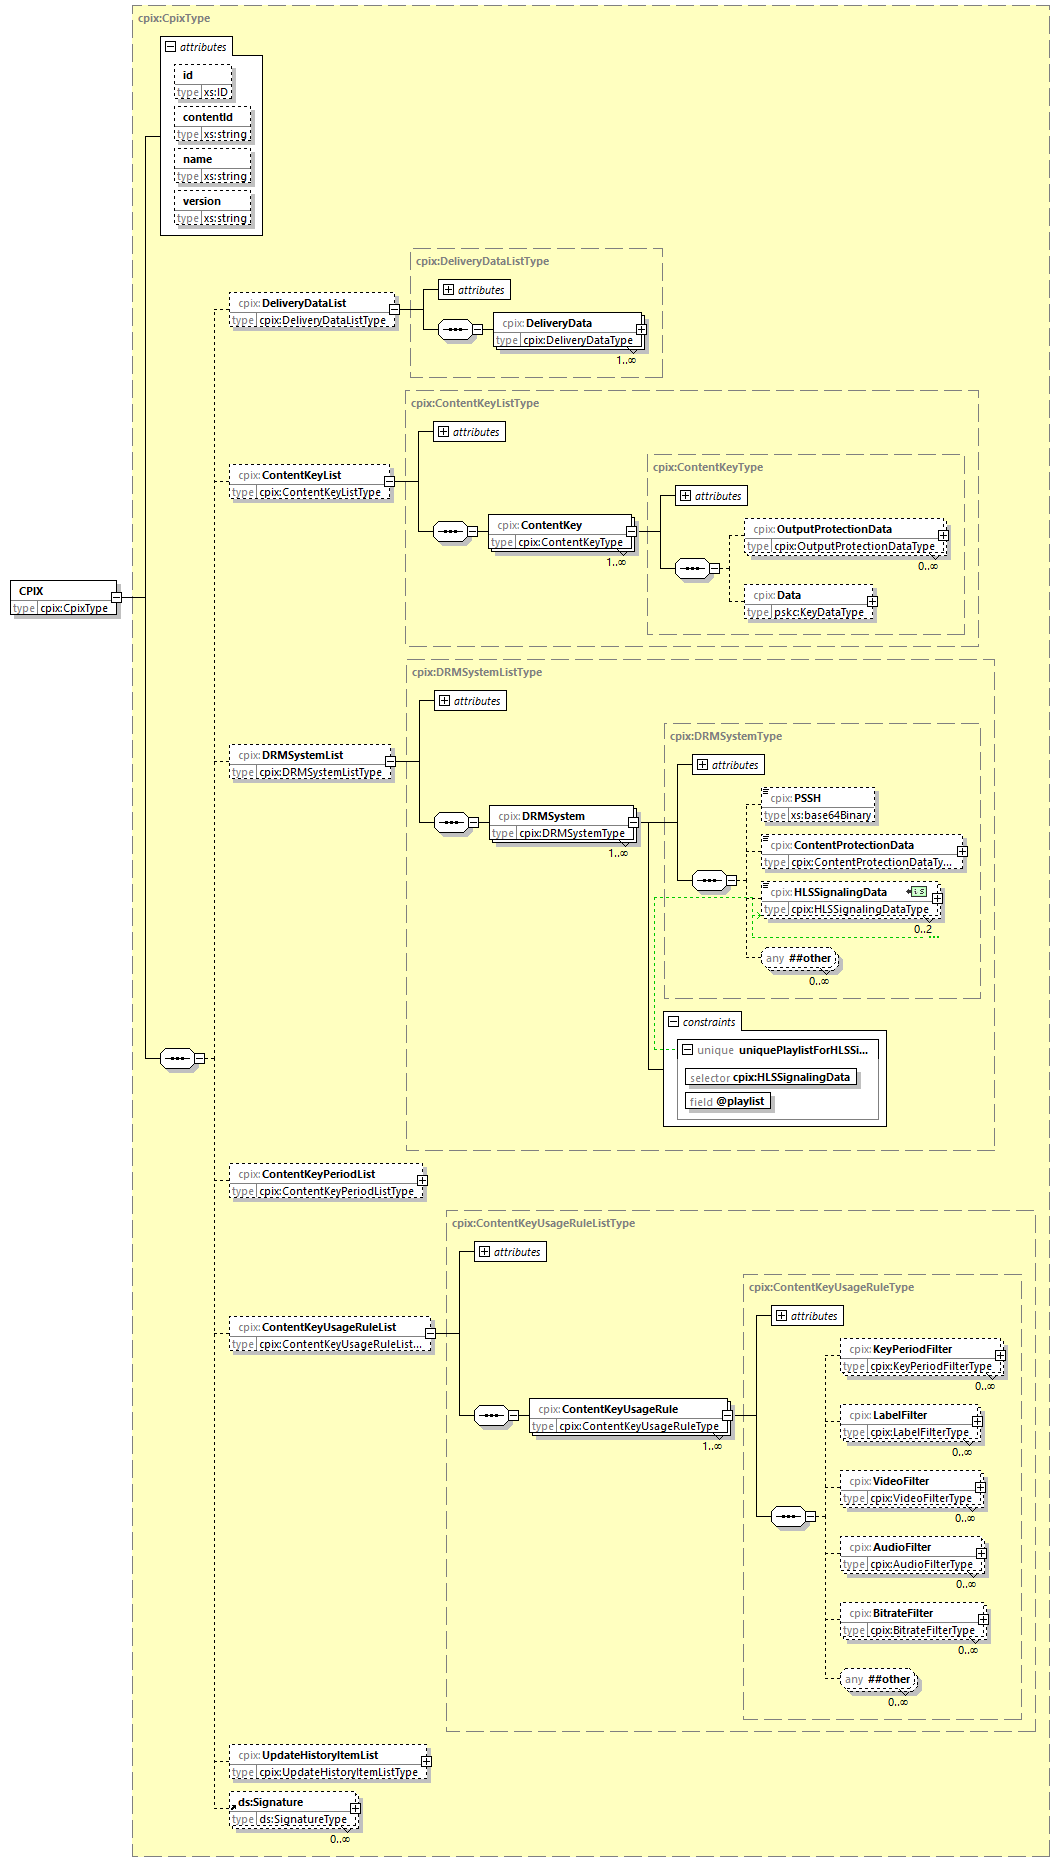 cpix:CpixType
attributes
id
type xs:ID
contentId
type xs:string
name
type xs:string
version
type xs:string
cpix:DeliveryDataListType
attributes
cpix:DeliveryDataList
type cpix:DeliveryDataListType
cpix:DeliveryData
type cpix:DeliveryDataType
1..∞
cpix:ContentKeyListType
attributes
cpix:ContentKeyList
type cpix:ContentKeyListType
cpix:ContentKeyType
attributes
cpix:ContentKey
type cpix:ContentKeyType
1..∞
cpix:OutputProtectionData
type cpix:OutputProtectionDataType
0..∞
cpix:Data
type pskc:KeyDataType
CPIX
type cpix:CpixType
cpix:DRMSystemListType
attributes
cpix:DRMSystemList
type cpix:DRMSystemListType
cpix:DRMSystemType
attributes
cpix:DRMSystem
type cpix:DRMSystemType
1..∞
cpix:PSSH
type xs:base64Binary
cpix:ContentProtectionData
type cpix:ContentProtectionDataTy...
cpix:HLSSignalingData is
type cpix:HLSSignalingDataType
0..2
any ##other
0..∞
constraints
unique uniquePlaylistForHLSSi...
selector cpix:HLSSignalingData
field @playlist
cpix:ContentKeyPeriodList
type cpix:ContentKeyPeriodListType
cpix:ContentKeyUsageRuleListType
attributes
cpix:ContentKeyUsageRuleList
type cpix:ContentKeyUsageRuleList...
cpix:ContentKeyUsageRuleType
attributes
cpix:ContentKeyUsageRule
type cpix:ContentKeyUsageRuleType
1..∞
cpix:KeyPeriodFilter
type cpix:KeyPeriodFilterType
0..∞
cpix:LabelFilter
type cpix:LabelFilterType
0..∞
cpix:VideoFilter
type cpix:VideoFilterType
0..∞
cpix:AudioFilter
type cpix:AudioFilterType
0..∞
cpix:BitrateFilter
type cpix:BitrateFilterType
0..∞
any ##other
0..∞
cpix:UpdateHistoryItemList
type cpix:UpdateHistoryItemListType
ds:Signature
type ds:SignatureType
0..∞